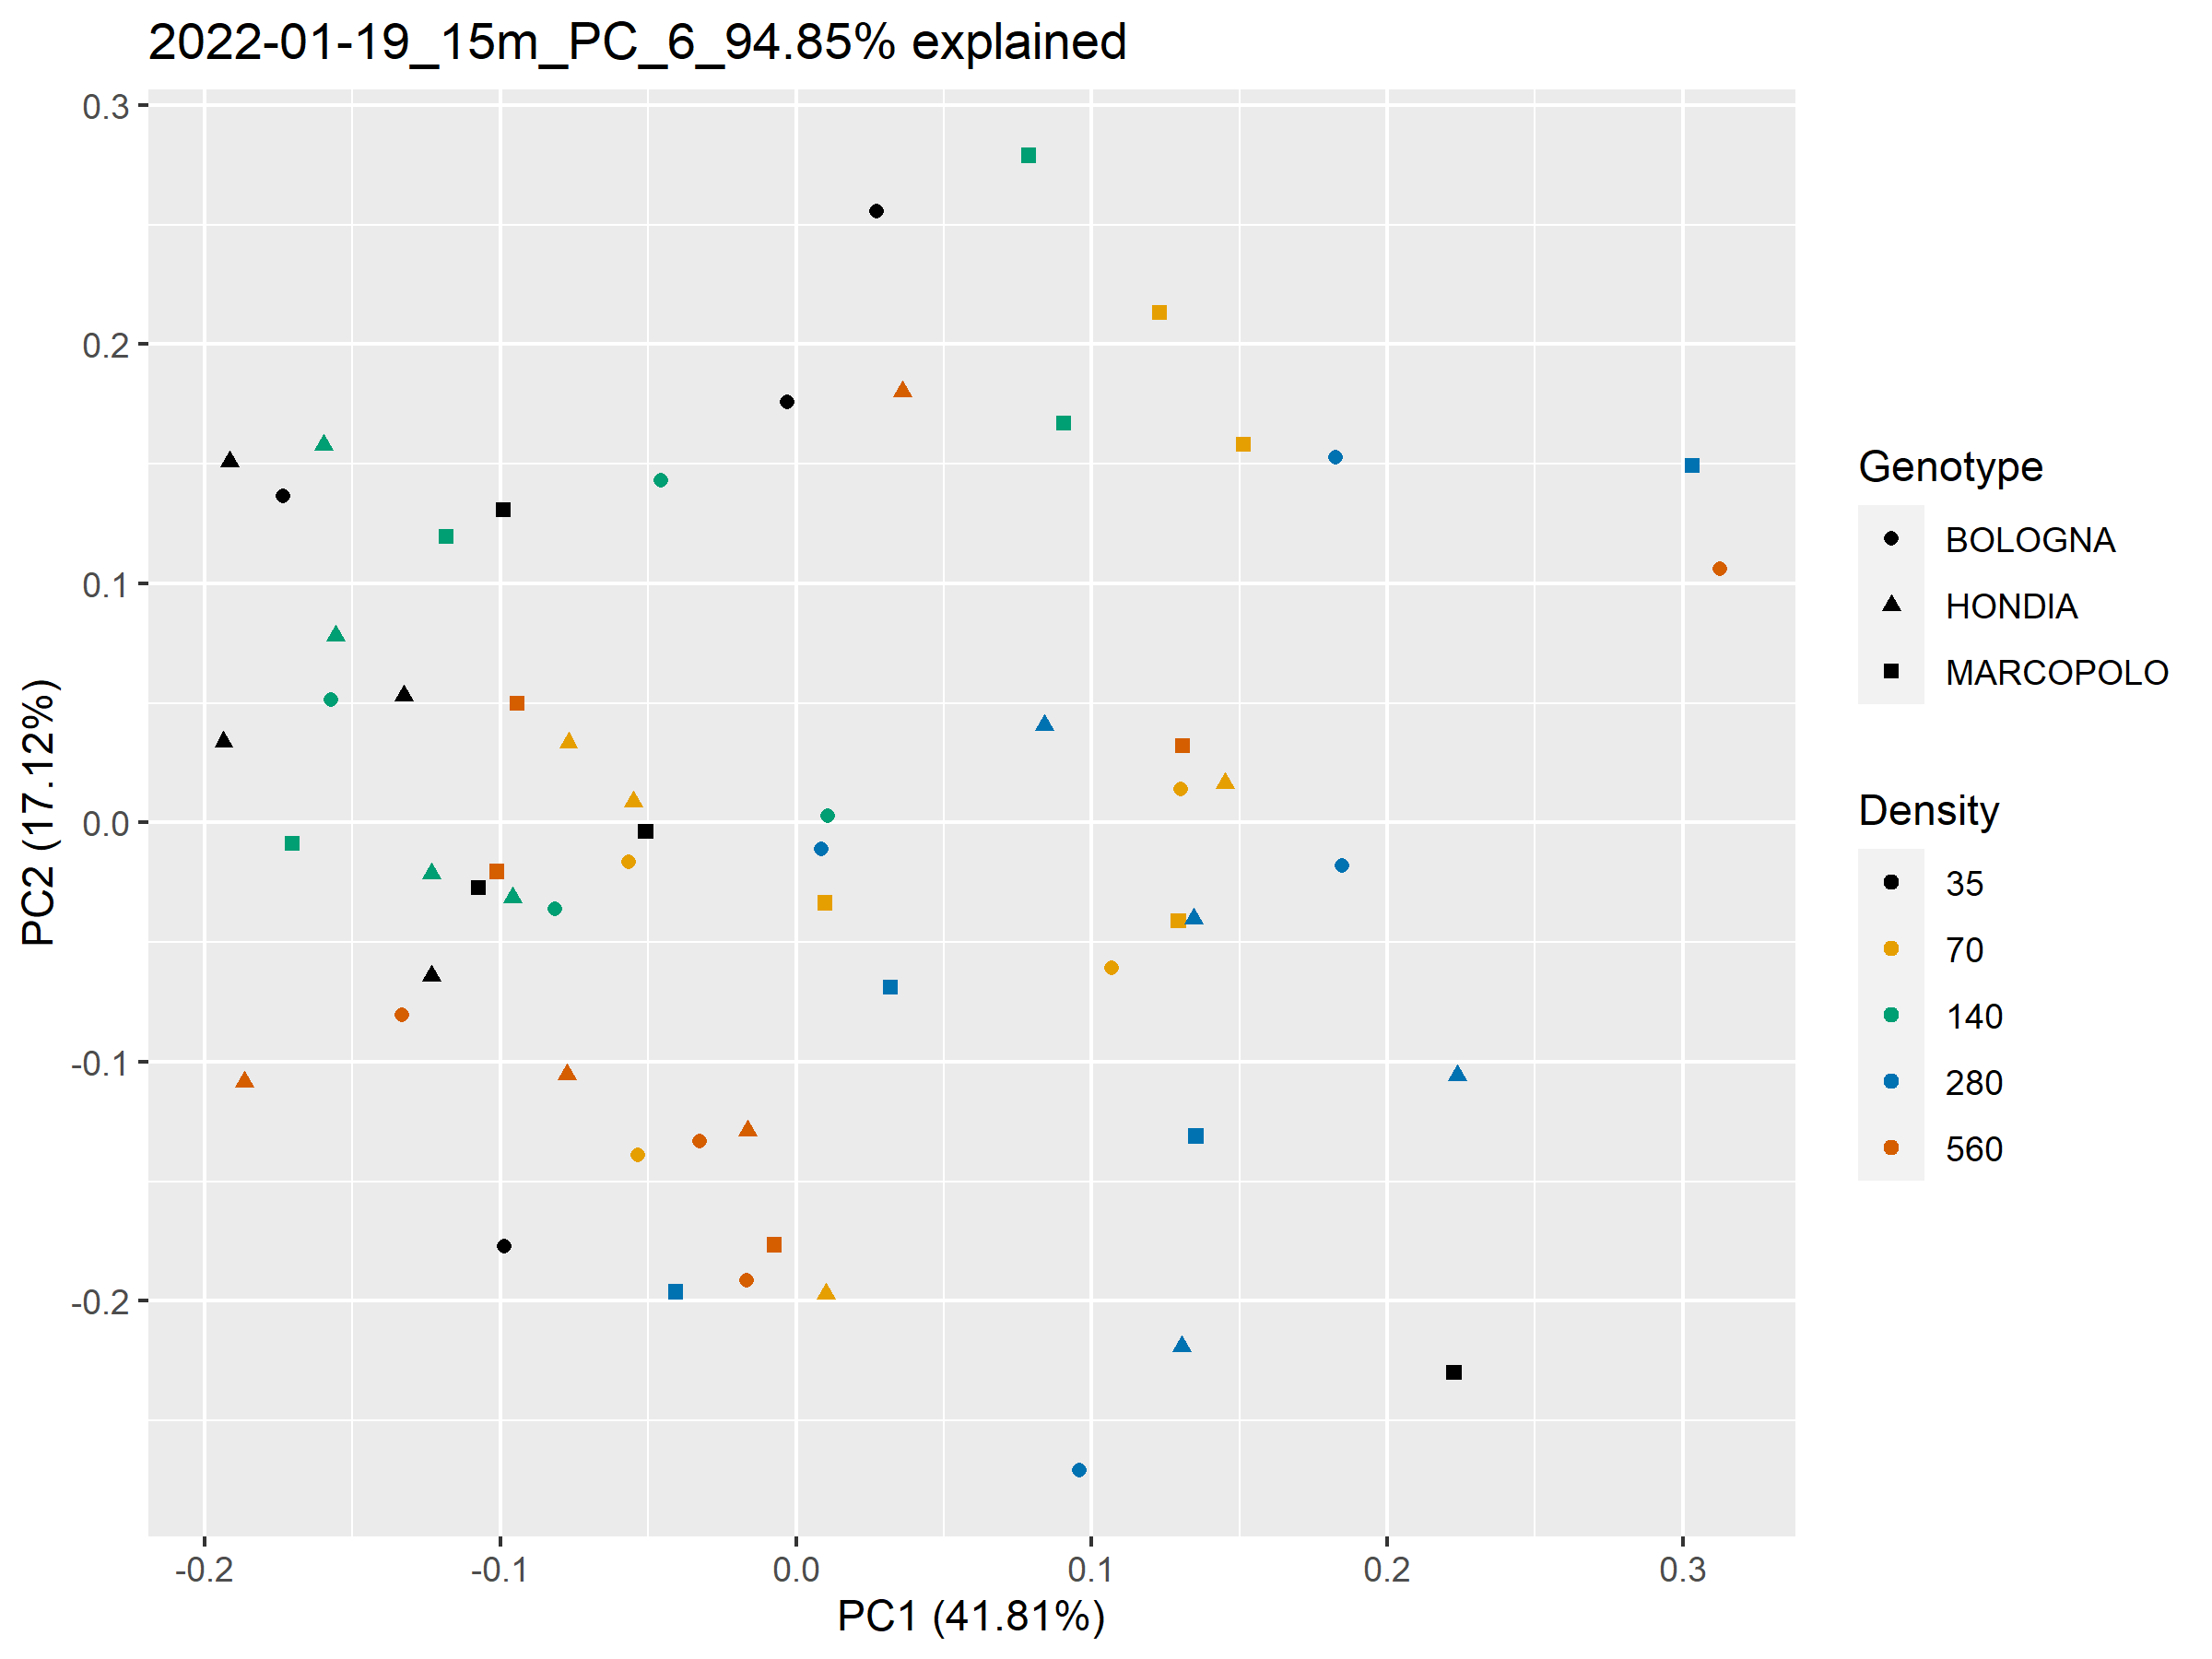 2022-01-19_15m_PC_6_94.85% explained
0.3
0.2
0.1
0.0
-0.1
-0.2
PC2 (17.12%)
-0.2
-0.1
0.0
0.1
0.2
0.3
PC1 (41.81%)
Genotype
BOLOGNA
HONDIA
MARCOPOLO
Density
35
70
140
280
560